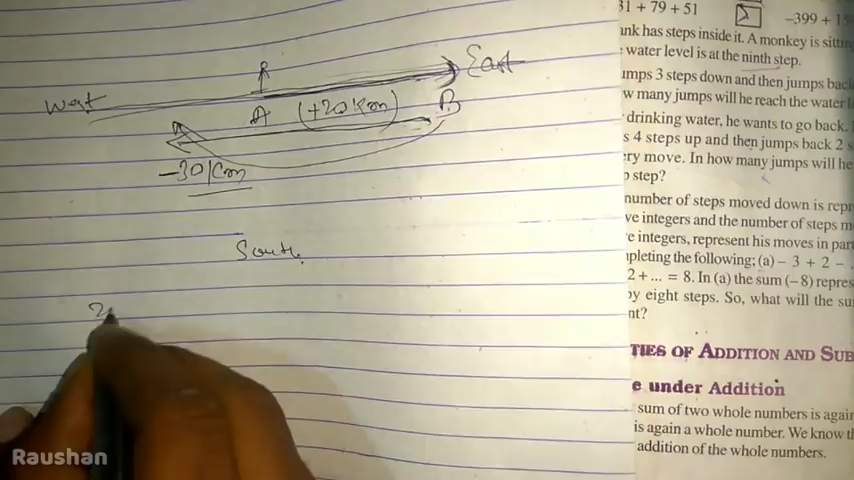 West
East
A
(+20 Km)
B
-30 Km
South
2
31 + 79 + 51
-399 + 1
ank has steps inside it. A monkey is sittin
water level is at the ninth step.
umps 3 steps down and then jumps bac
w many jumps will he reach the water l
drinking water, he wants to go back.
s 4 steps up and then jumps back 2 s
ry move. In how many jumps will he
step?
number of steps moved down is repr
ve integers and the number of steps m
e integers, represent his moves in part
pleting the following; (a) – 3 + 2 –
2 + ... = 8. In (a) the sum (– 8) repres
by eight steps. So, what will the su
nt?
TIES OF ADDITION AND SUB
e under Addition
sum of two whole numbers is again
is again a whole number. We know th
addition of the whole numbers.
Raushan